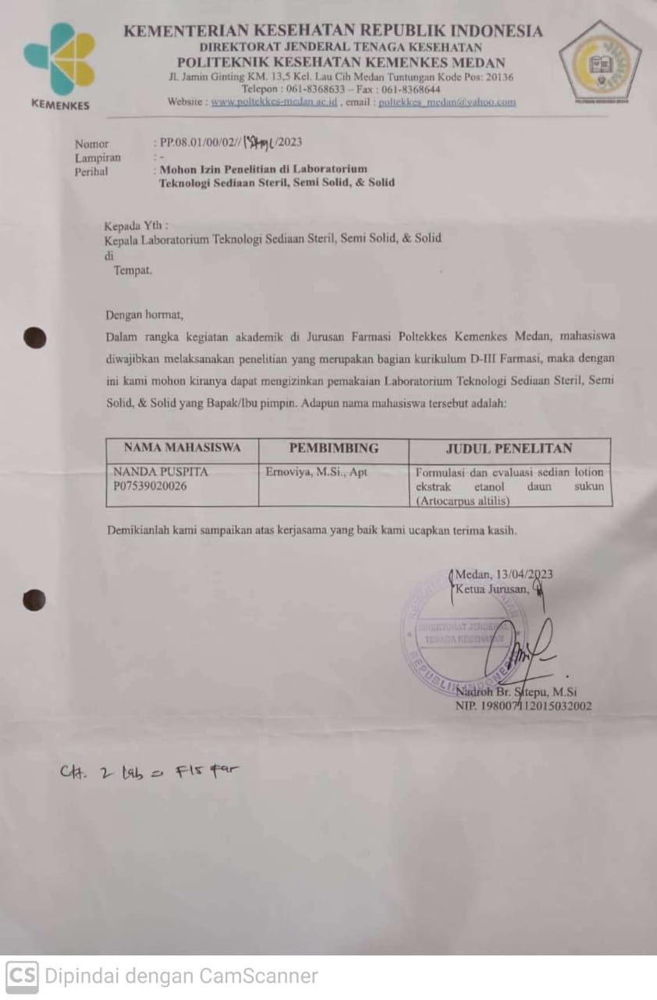 KEMENTERIAN KESEHATAN REPUBLIK INDONESIA
DIREKTORAT JENDERAL TENAGA KESEHATAN
POLITEKNIK KESEHATAN KEMENKES MEDAN
Jl. Jamin Ginting KM. 13,5 Kel. Lau Cih Medan Tuntungan Kode Pos: 20136
Telepon : 061-8368633 – Fax : 061-8368644
Website : www.poltekkes-medan.ac.id , email : poltekkes_medan@yahoo.com
KEMENKES
Nomor : PP.08.01/00/02// /2023
Lampiran : -
Perihal : Mohon Izin Penelitian di Laboratorium
Teknologi Sediaan Steril, Semi Solid, & Solid
Kepada Yth :
Kepala Laboratorium Teknologi Sediaan Steril, Semi Solid, & Solid
di
Tempat.
Dengan hormat,
Dalam rangka kegiatan akademik di Jurusan Farmasi Poltekkes Kemenkes Medan, mahasiswa
diwajibkan melaksanakan penelitian yang merupakan bagian kurikulum D-III Farmasi, maka dengan
ini kami mohon kiranya dapat mengizinkan pemakaian Laboratorium Teknologi Sediaan Steril, Semi
Solid, & Solid yang Bapak/Ibu pimpin. Adapun nama mahasiswa tersebut adalah:
NAMA MAHASISWA PEMBIMBING JUDUL PENELITAN
NANDA PUSPITA Ernoviya, M.Si., Apt Formulasi dan evaluasi sedian lotion
P07539020026 ekstrak etanol daun sukun
(Artocarpus altilis)
Demikianlah kami sampaikan atas kerjasama yang baik kami ucapkan terima kasih.
Medan, 13/04/2023
Ketua Jurusan,
DIREKTORAT JENDERAL
TENAGA KESEHATAN
REPUBLIK INDONESIA
Nadroh Br. Sitepu, M.Si
NIP. 198007112015032002
2 Lab Far
CS Dipindai dengan CamScanner